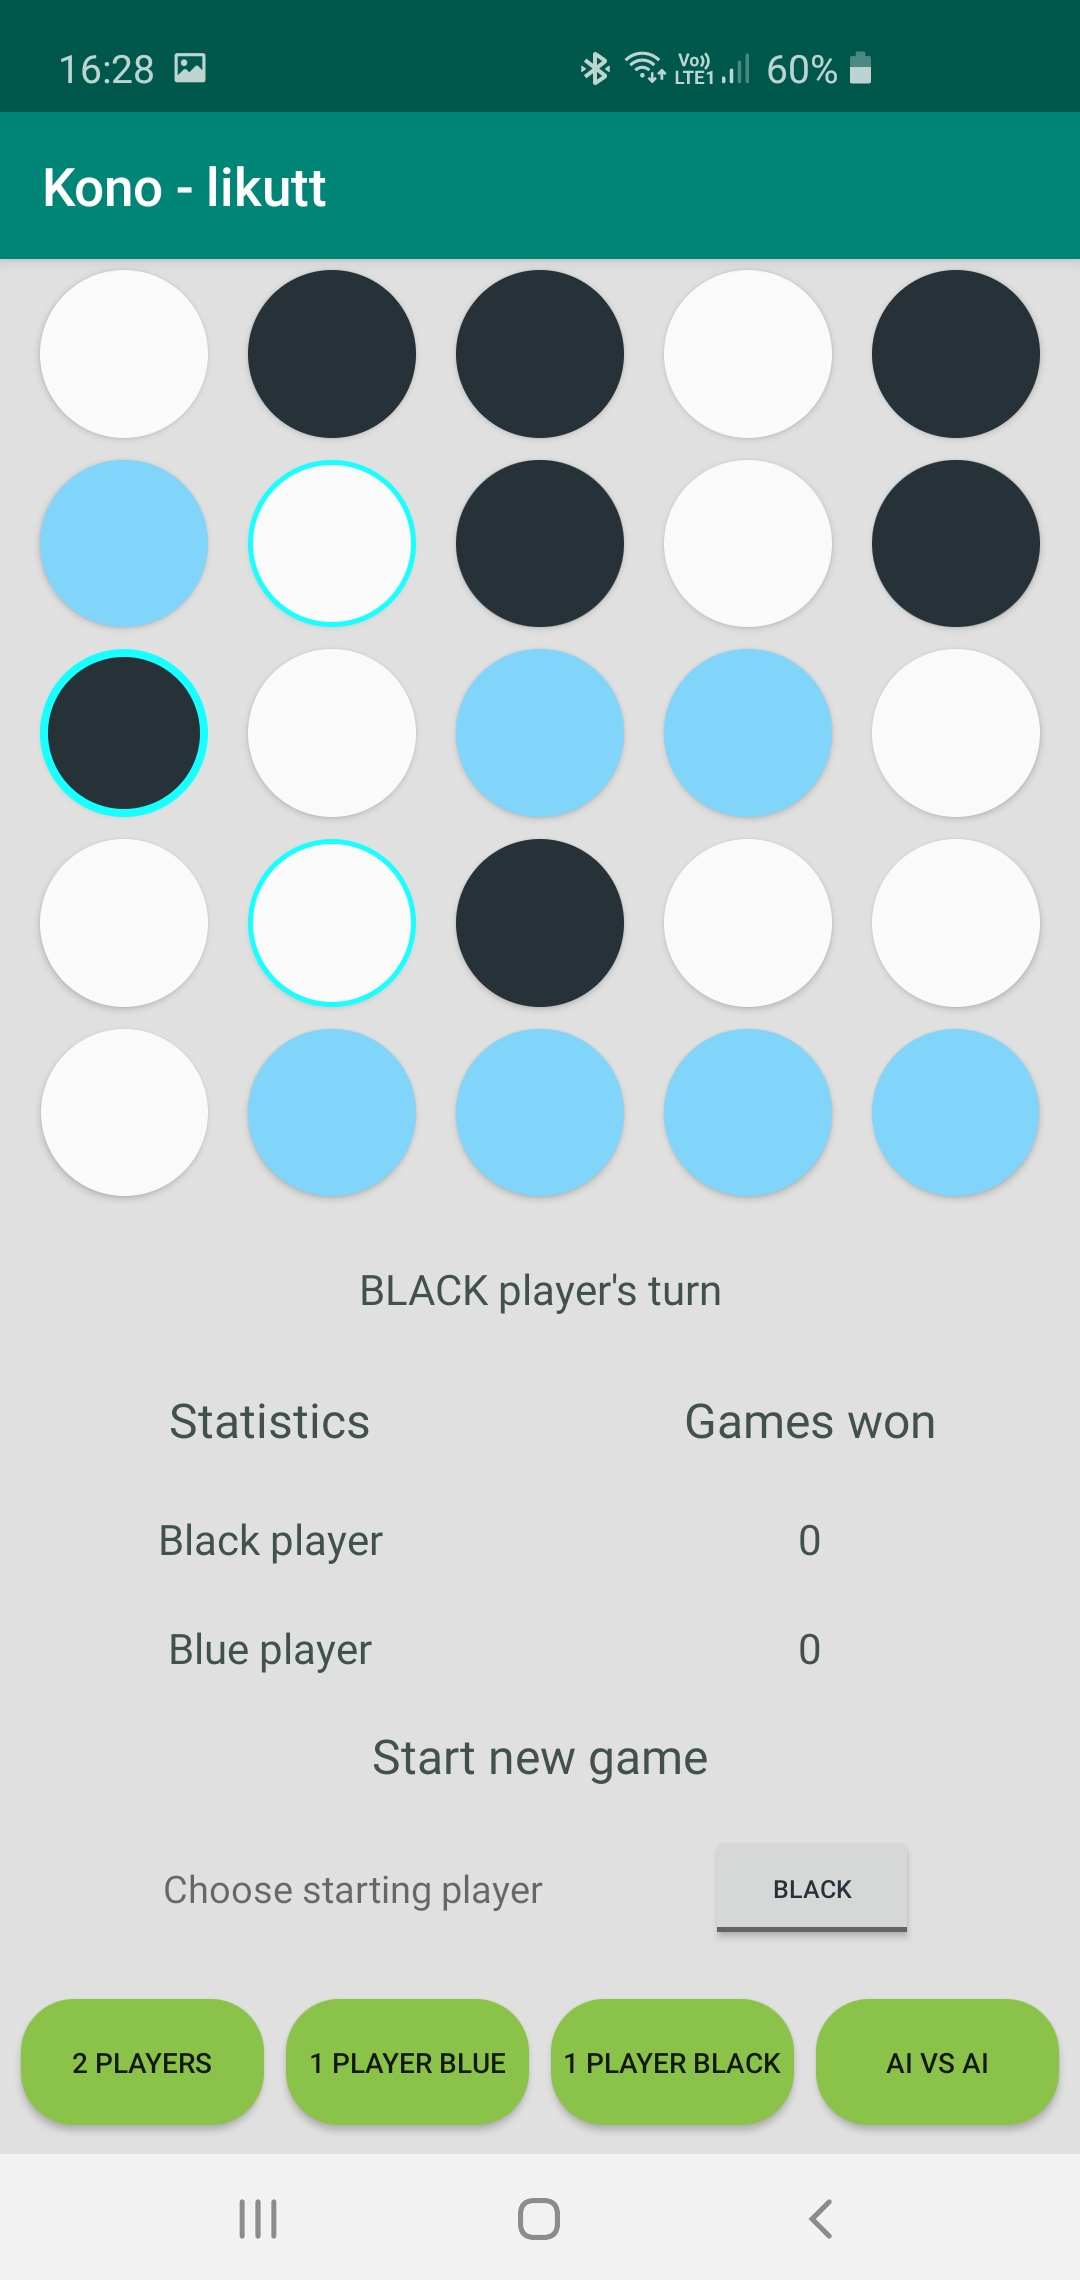 16:28 Vo)) LTE1 60%
Kono - likutt
BLACK player's turn
Statistics Games won
Black player 0
Blue player 0
Start new game
Choose starting player BLACK
2 PLAYERS 1 PLAYER BLUE 1 PLAYER BLACK AI VS AI